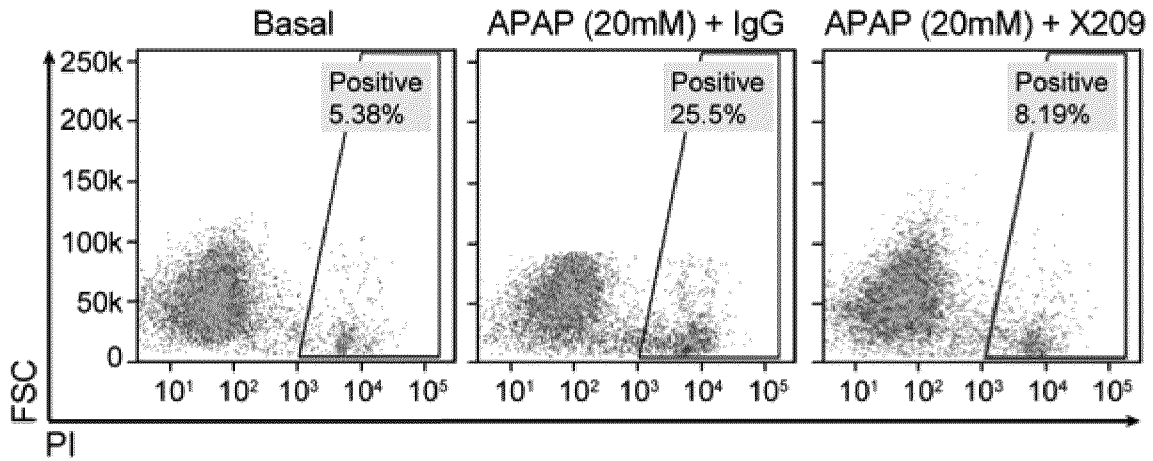 Basal
APAP (20mM) + IgG
APAP (20mM) + X209
250k
200k
150k
100k
50k
0
Positive
5.38%
Positive
25.5%
Positive
8.19%
10¹ 10² 10³ 10⁴ 10⁵
10¹ 10² 10³ 10⁴ 10⁵
10¹ 10² 10³ 10⁴ 10⁵
FSC
PI